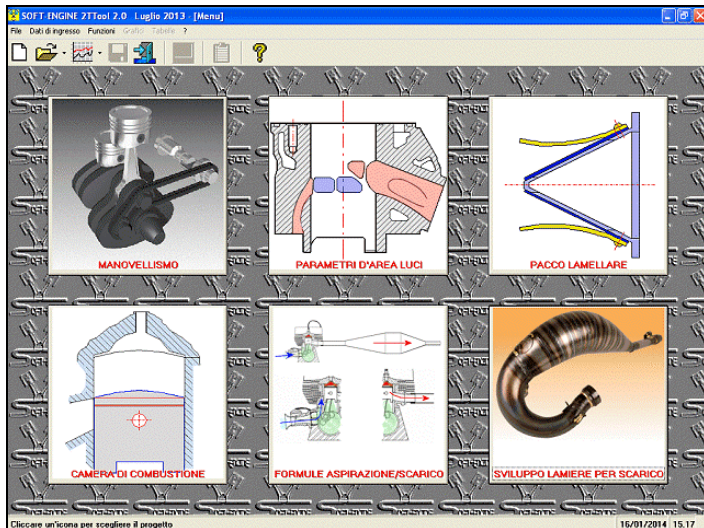 SOFT-ENGINE 2TTool 2.0 Luglio 2013 - [Menu]
File Dati di ingresso Funzioni Grafici Tabelle ?
MANOVELLISMO
PARAMETRI D'AREA LUCI
PACCO LAMELLARE
CAMERA DI COMBUSTIONE
FORMULE ASPIRAZIONE/SCARICO
SVILUPPO LAMIERE PER SCARICO
Cliccare un'icona per scegliere il progetto
16/01/2014 15.17